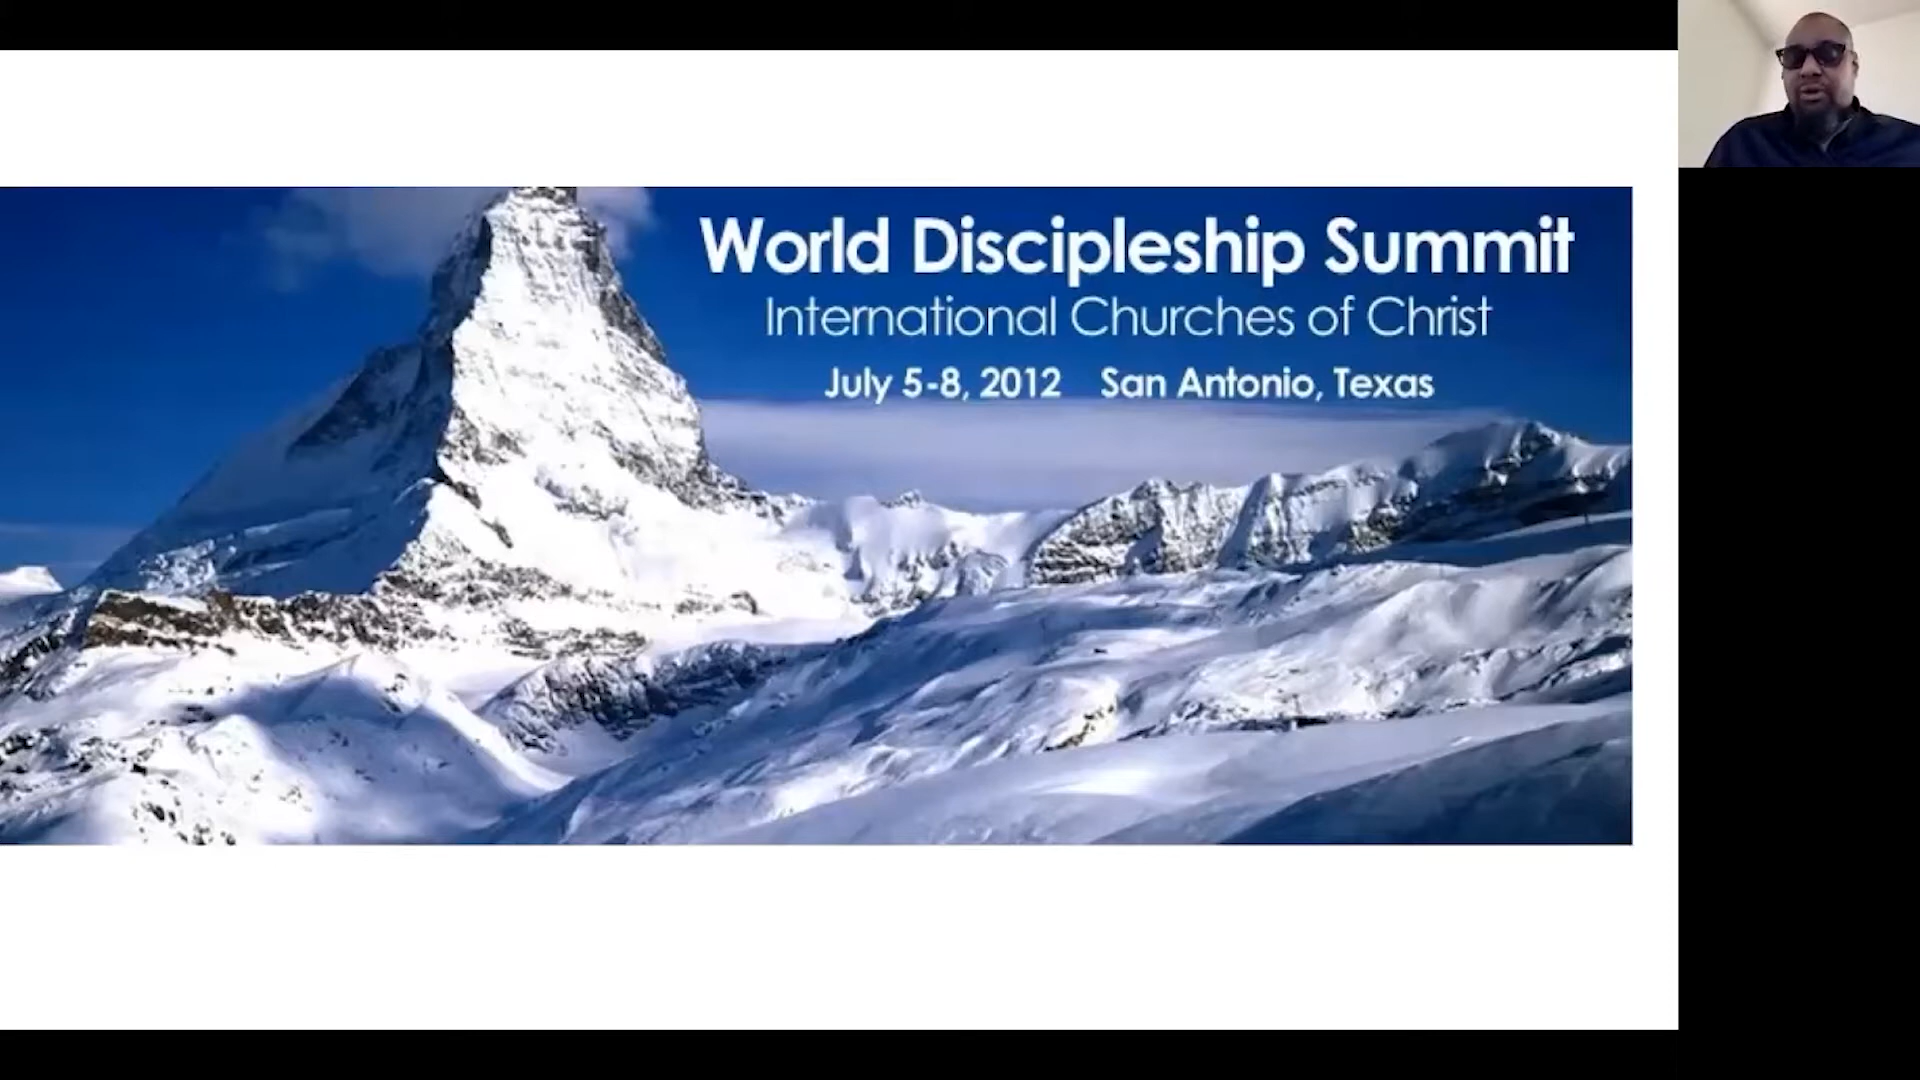 World Discipleship Summit
International Churches of Christ
July 5-8, 2012 San Antonio, Texas